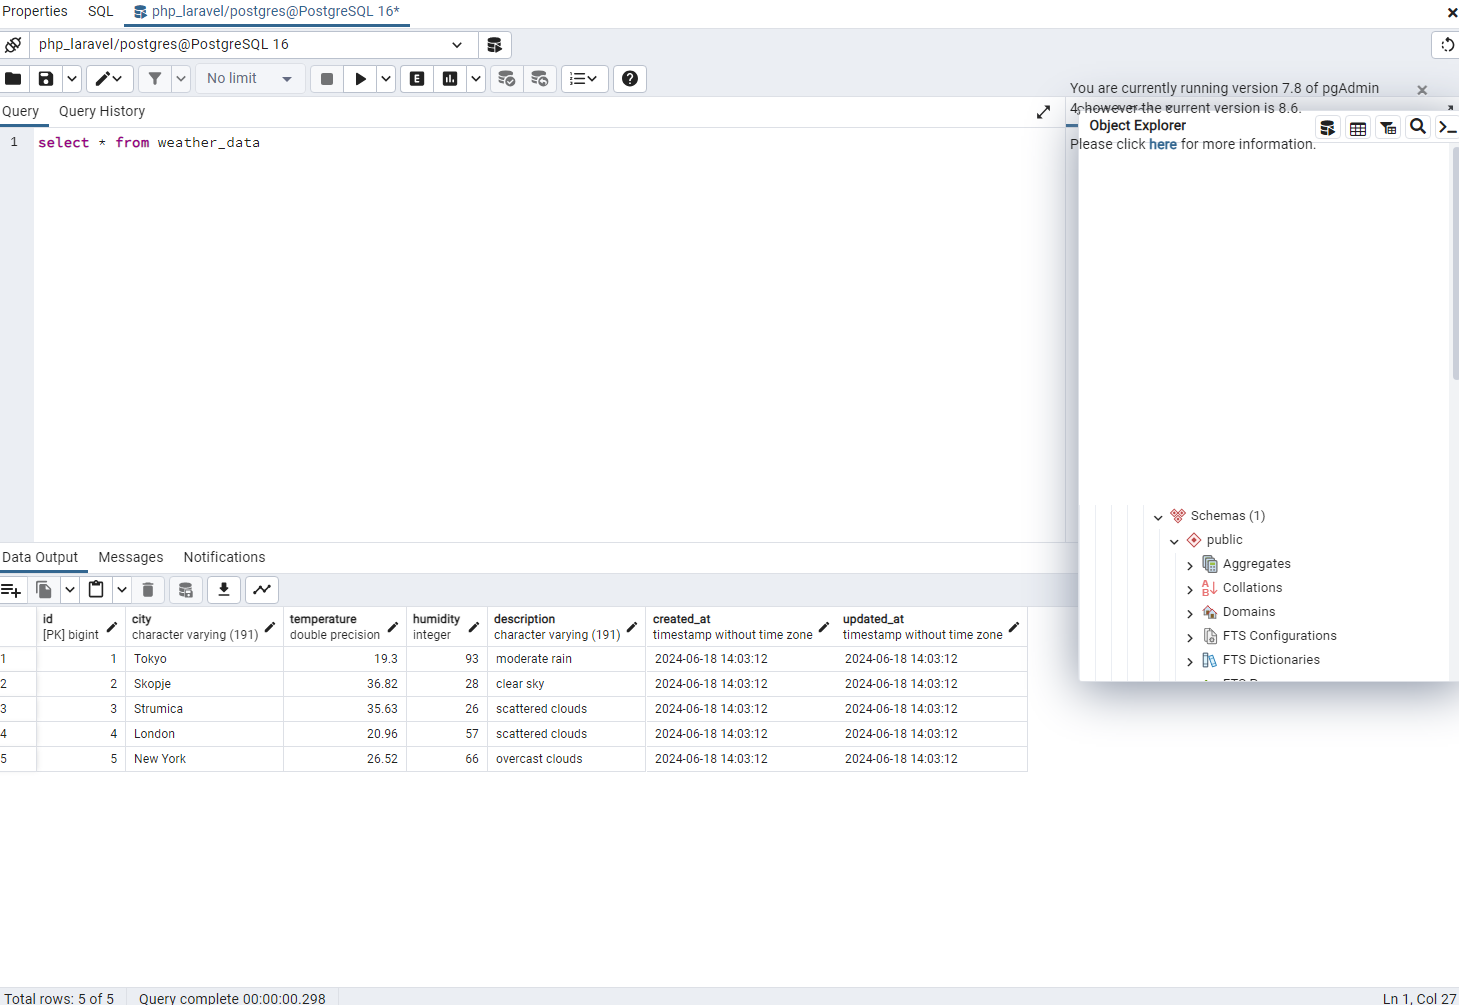 Properties SQL php_laravel/postgres@PostgreSQL 16*
php_laravel/postgres@PostgreSQL 16
No limit
E
Query Query History
1 select * from weather_data
You are currently running version 7.8 of pgAdmin
4, however the current version is 8.6.
Object Explorer
Please click here for more information.
Schemas (1)
public
Aggregates
Collations
Domains
FTS Configurations
FTS Dictionaries
Data Output Messages Notifications
id city temperature humidity description created_at updated_at
[PK] bigint character varying (191) double precision integer character varying (191) timestamp without time zone timestamp without time zone
1 1 Tokyo 19.3 93 moderate rain 2024-06-18 14:03:12 2024-06-18 14:03:12
2 2 Skopje 36.82 28 clear sky 2024-06-18 14:03:12 2024-06-18 14:03:12
3 3 Strumica 35.63 26 scattered clouds 2024-06-18 14:03:12 2024-06-18 14:03:12
4 4 London 20.96 57 scattered clouds 2024-06-18 14:03:12 2024-06-18 14:03:12
5 5 New York 26.52 66 overcast clouds 2024-06-18 14:03:12 2024-06-18 14:03:12
Total rows: 5 of 5 Query complete 00:00:00.298 Ln 1, Col 27